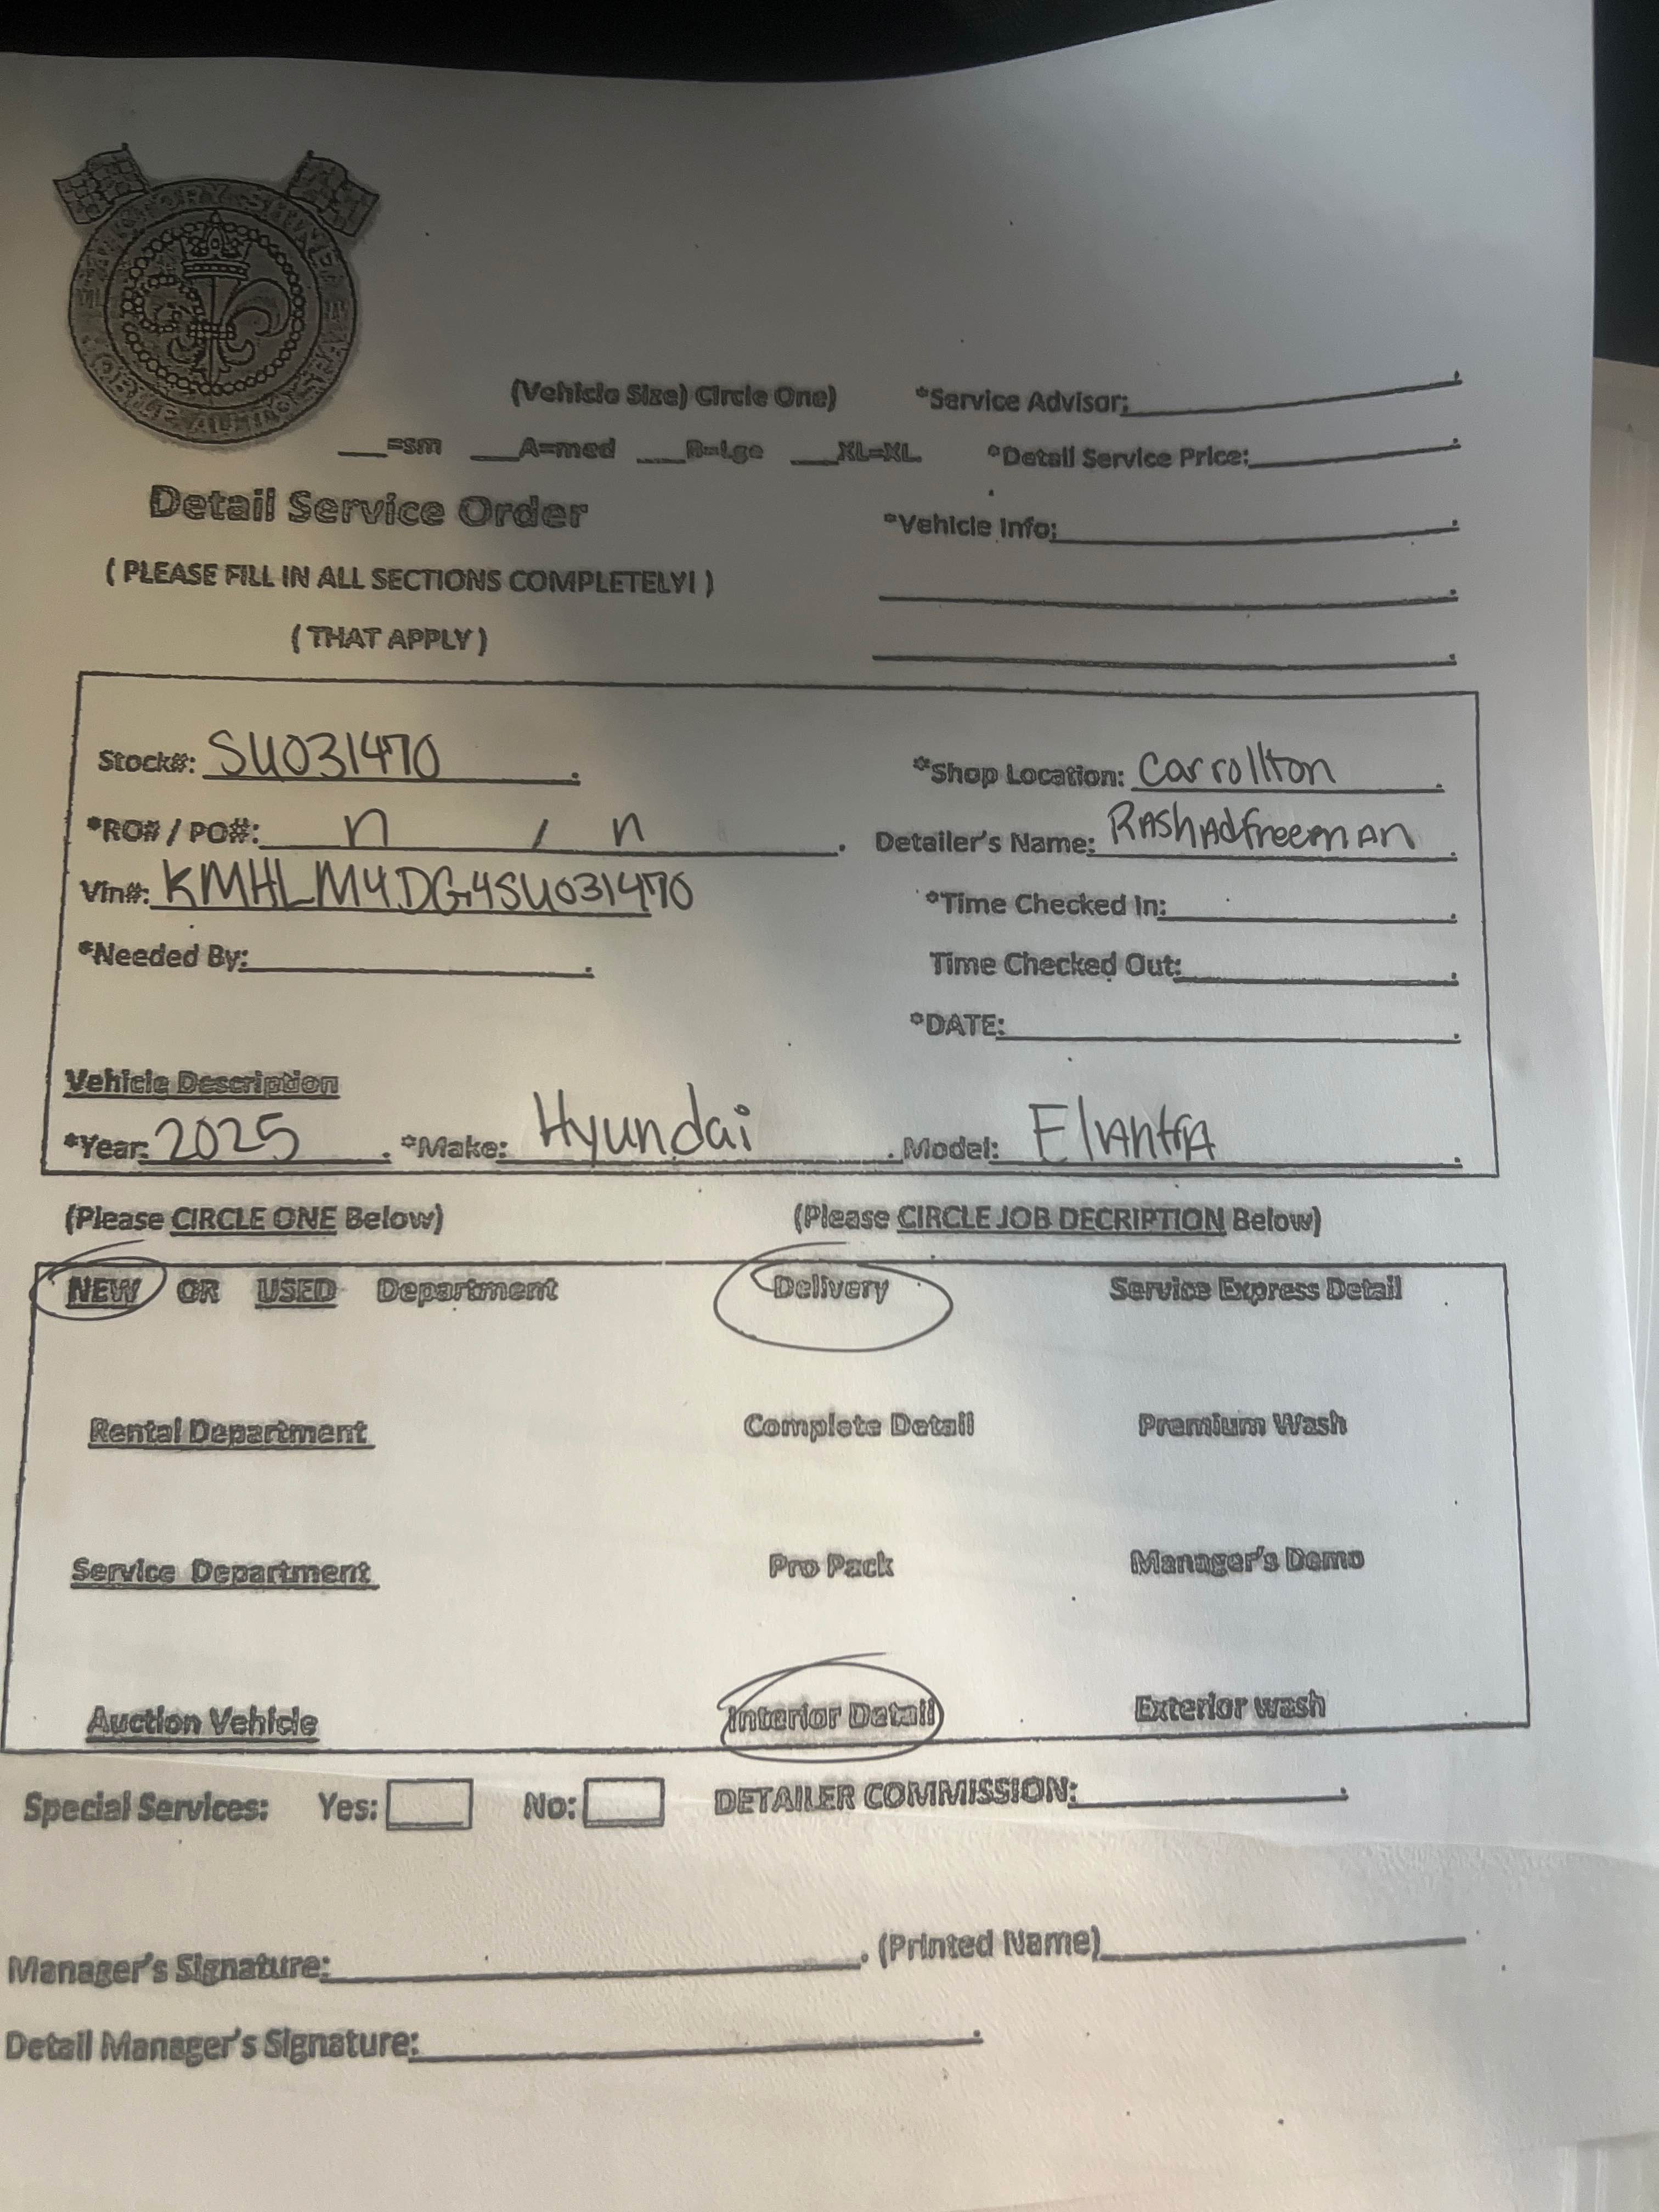 (Vehicle Size) Circle One)
*Service Advisor:
=sm A=med B=Lge XL=XL
*Detail Service Price:
Detail Service Order
*Vehicle Info:
( PLEASE FILL IN ALL SECTIONS COMPLETELY! )
( THAT APPLY )
Stock#: SU031470
*Shop Location: Carrollton
*RO# / PO#: n / n
Detailer's Name: RAShAdfreemAn
Vin#: KMHLM4DG4SU031470
*Time Checked In:
*Needed By:
Time Checked Out:
*DATE:
Vehicle Description
*Year: 2025 . *Make: Hyundai . Model: ElAntrA
(Please CIRCLE ONE Below) (Please CIRCLE JOB DECRIPTION Below)
NEW OR USED Department Delivery Service Express Detail
Rental Department Complete Detail Premium Wash
Service Department Pro Pack Manager's Demo
Auction Vehicle Interior Detail Exterior wash
Special Services: Yes: No: DETAILER COMMISSION:
Manager's Signature: . (Printed Name)
Detail Manager's Signature: